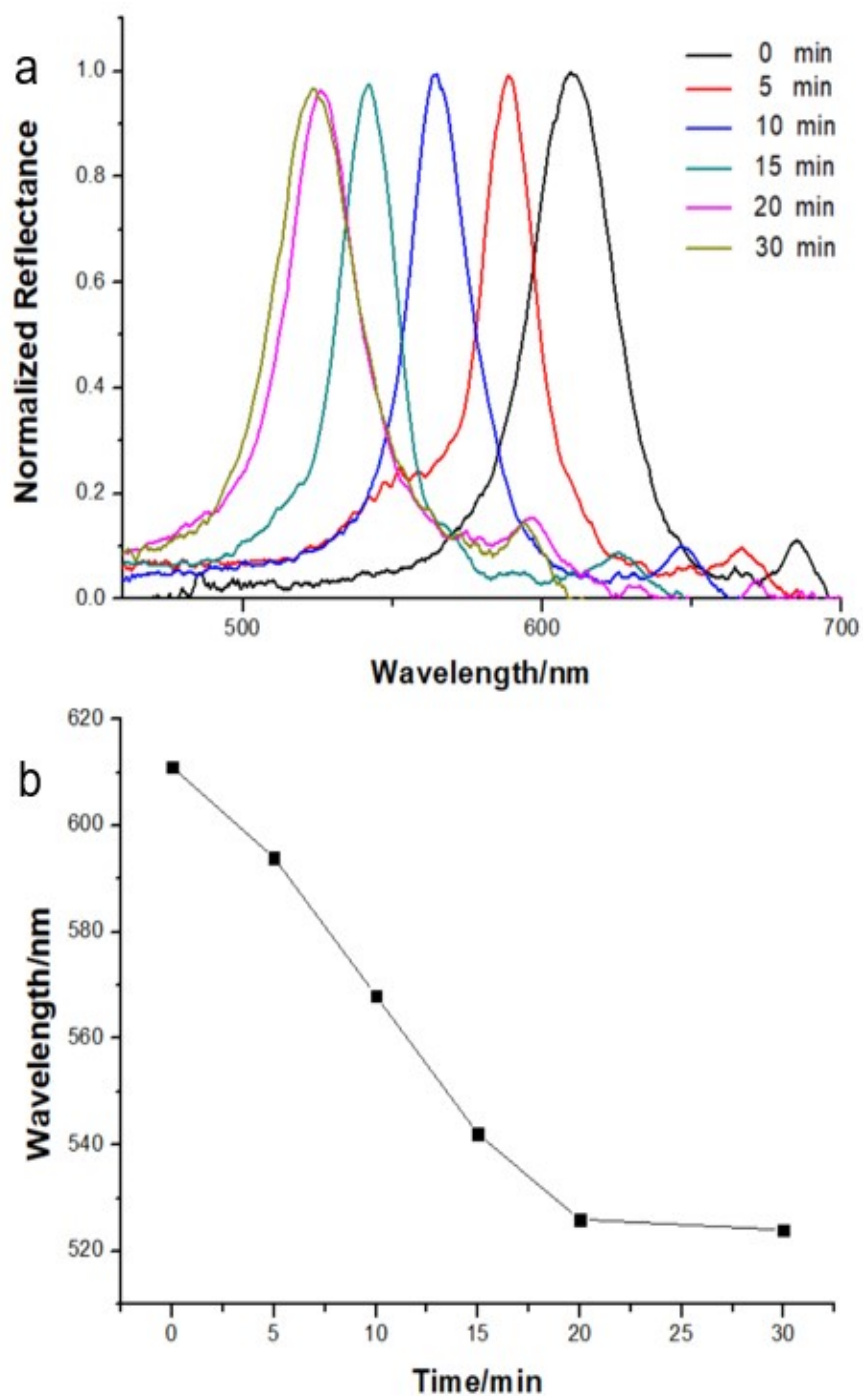 a
1.0
0.8
0.6
0.4
0.2
0.0
Normalized Reflectance
0 min
5 min
10 min
15 min
20 min
30 min
500
600
700
Wavelength/nm
b
620
600
580
560
540
520
Wavelength/nm
0
5
10
15
20
25
30
Time/min